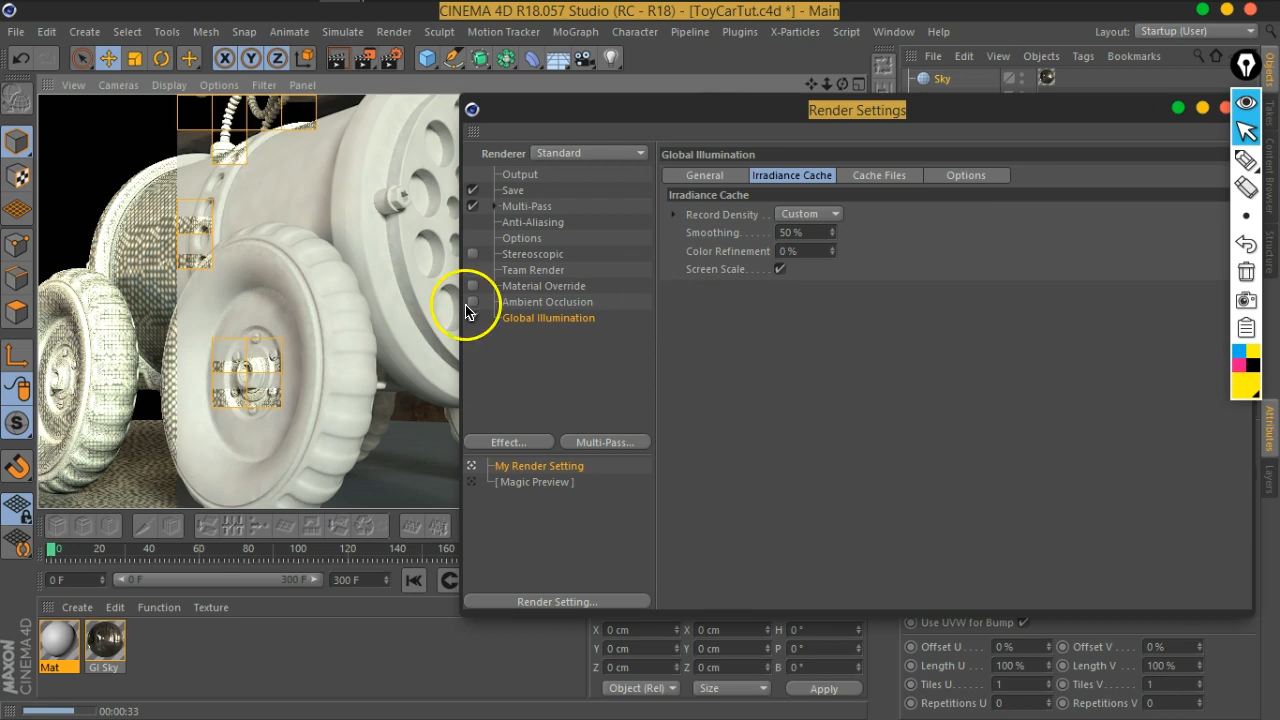 CINEMA 4D R18.057 Studio (RC - R18) - [ToyCarTut.c4d *] - Main
File Edit Create Select Tools Mesh Snap Animate Simulate Render Sculpt Motion Tracker MoGraph Character Pipeline Plugins X-Particles Script Window Help Layout: Startup (User)
X Y Z
File Edit View Objects Tags Bookmarks
Sky
View Cameras Display Options Filter Panel
Render Settings
Renderer Standard
Output
Save
Multi-Pass
Anti-Aliasing
Options
Stereoscopic
Team Render
Material Override
Ambient Occlusion
Global Illumination
Effect... Multi-Pass...
My Render Setting
[ Magic Preview ]
Render Setting...
Global Illumination
General Irradiance Cache Cache Files Options
Irradiance Cache
Record Density . . Custom
Smoothing. . . . . . 50 %
Color Refinement 0 %
Screen Scale. . . . .
Objects
Takes
Content Browser
Structure
Attributes
Layers
S
0 20 40 60 80 100 120 140 160
0 F 0 F 300 F 300 F
Create Edit Function Texture
Mat GI Sky
MAXON
CINEMA 4D
X 0 cm X 0 cm H 0 °
Y 0 cm Y 0 cm P 0 °
Z 0 cm Z 0 cm B 0 °
Object (Rel) Size Apply
Use UVW for Bump
Offset U . . . . 0 % Offset V . . . . 0 %
Length U . . . 100 % Length V . . . 100 %
Tiles U . . . . . 1 Tiles V . . . . . 1
Repetitions U 0 Repetitions V 0
00:00:33